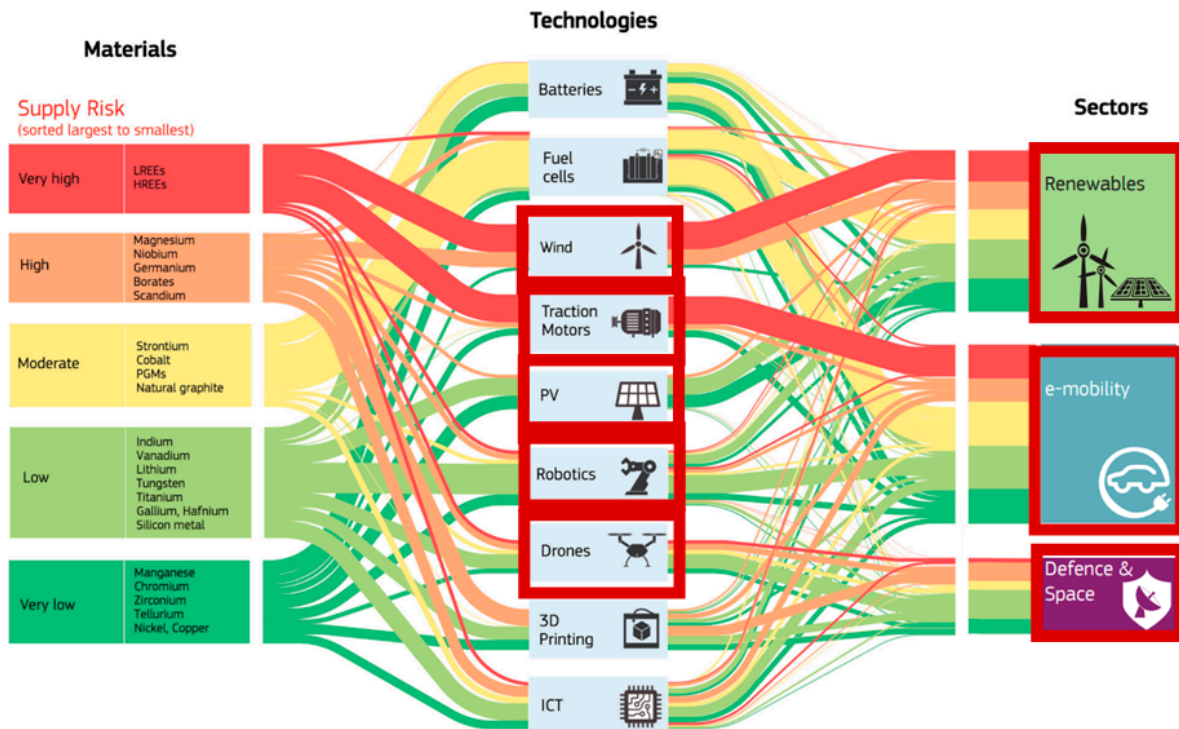 Technologies
Materials
Sectors
Supply Risk
(sorted largest to smallest)
Very high
LREEs
HREEs
High
Magnesium
Niobium
Germanium
Borates
Scandium
Moderate
Strontium
Cobalt
PGMs
Natural graphite
Low
Indium
Vanadium
Lithium
Tungsten
Titanium
Gallium, Hafnium
Silicon metal
Very low
Manganese
Chromium
Zirconium
Tellurium
Nickel, Copper
Batteries
Fuel
cells
Wind
Traction
Motors
PV
Robotics
Drones
3D
Printing
ICT
Renewables
e-mobility
Defence &
Space